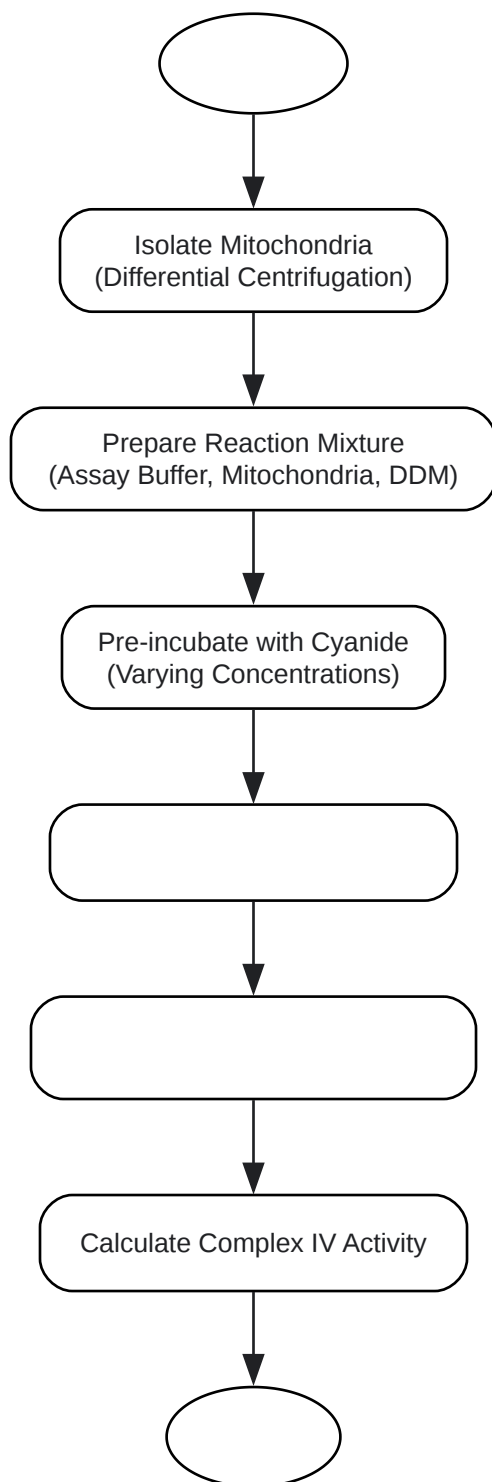 Isolate Mitochondria
(Differential Centrifugation)
Prepare Reaction Mixture
(Assay Buffer, Mitochondria, DDM)
Pre-incubate with Cyanide
(Varying Concentrations)
Calculate Complex IV Activity